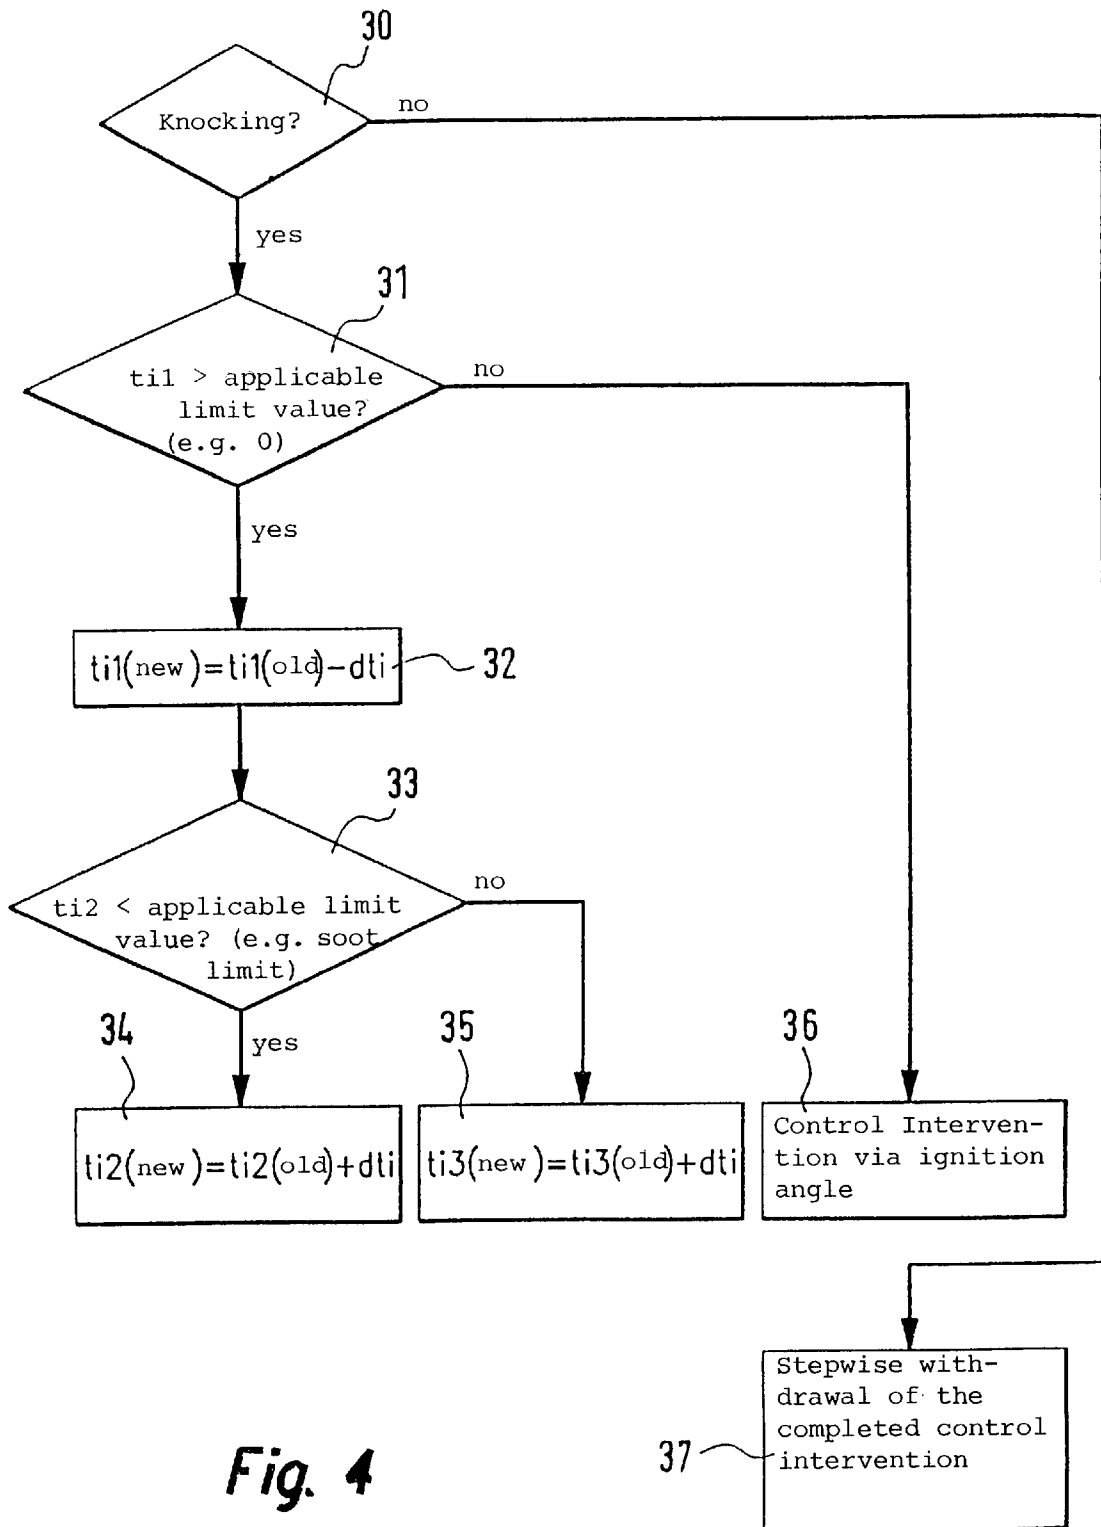 30
Knocking?
no
yes
31
ti1 > applicable
limit value?
(e.g. 0)
no
yes
ti1(new)=ti1(old)-dti
32
33
ti2 < applicable limit
value? (e.g. soot
limit)
no
yes
34
ti2(new)=ti2(old)+dti
35
ti3(new)=ti3(old)+dti
36
Control Interven-
tion via ignition
angle
37
Stepwise with-
drawal of the
completed control
intervention
Fig. 4